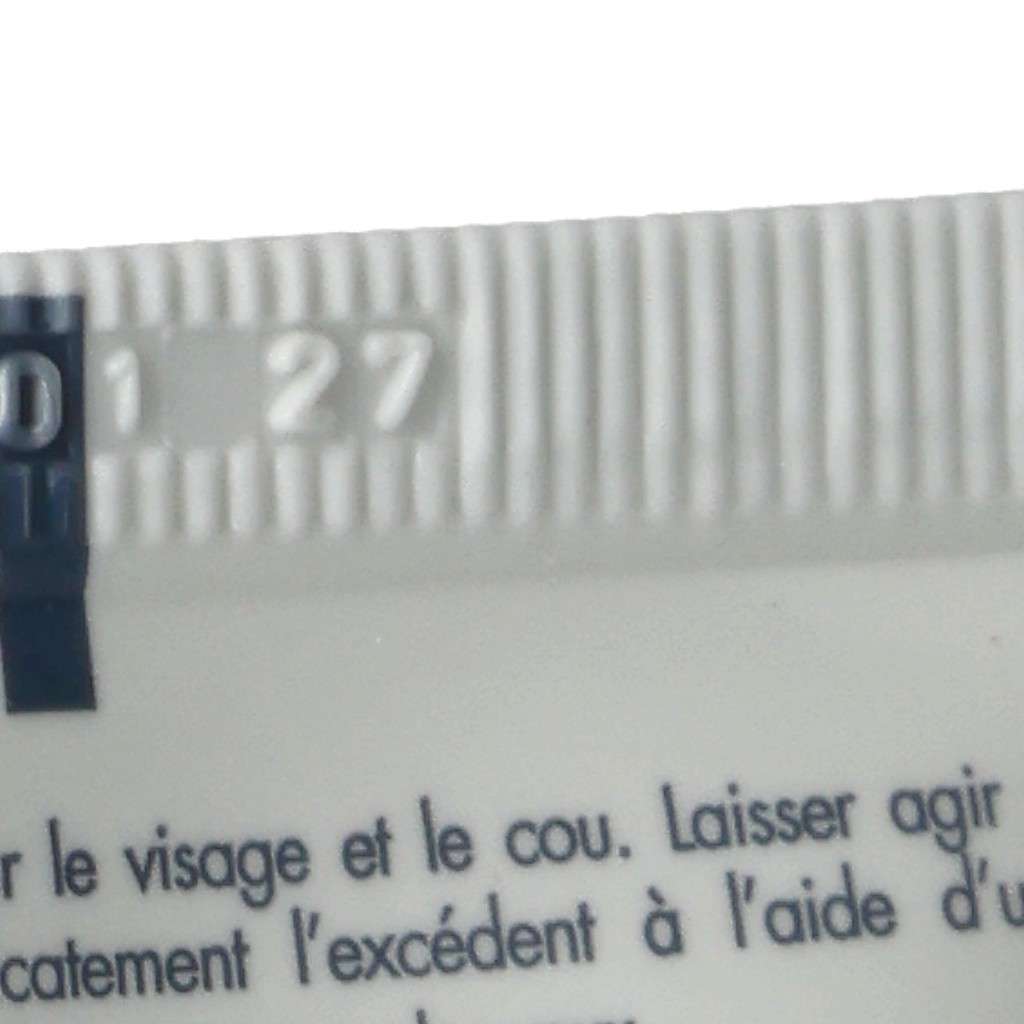 01 27
r le visage et le cou. Laisser agir
catement l'excédent à l'aide d'u